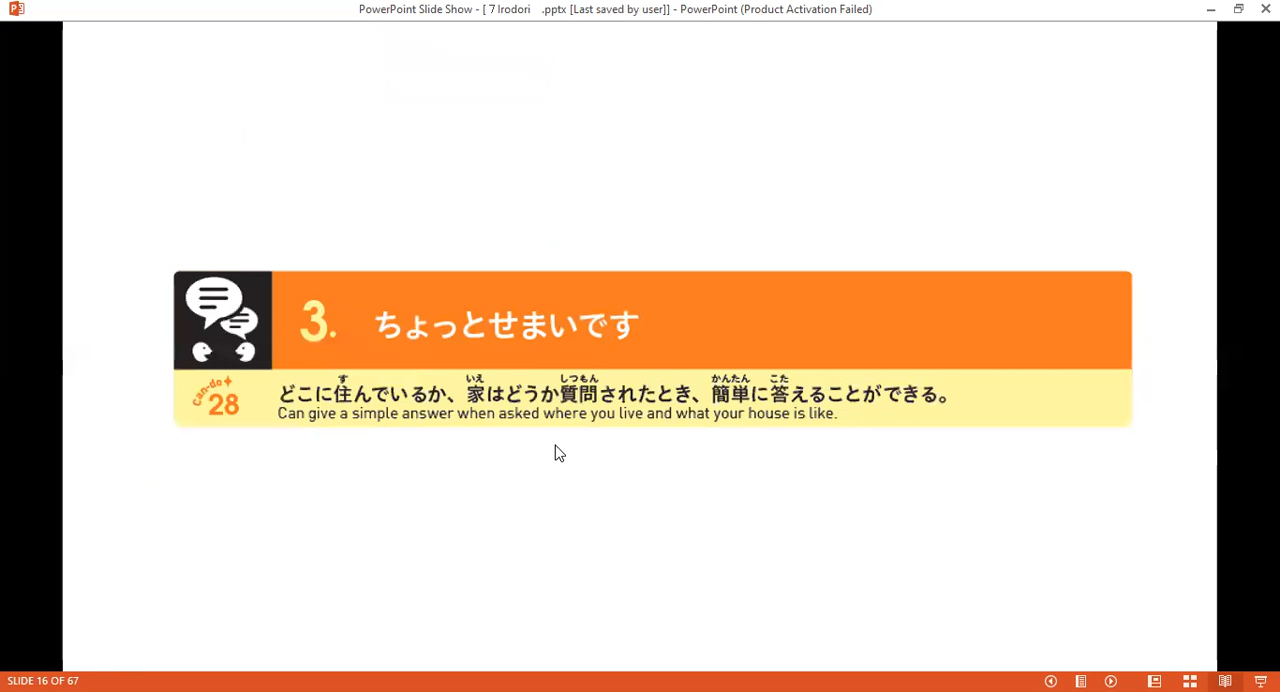 PowerPoint Slide Show - [ 7 Irodori .pptx [Last saved by user]] - PowerPoint (Product Activation Failed)
3. ちょっとせまいです
Can-do 28
す いえ しつもん かんたん こた
どこに住んでいるか、家はどうか質問されたとき、簡単に答えることができる。
Can give a simple answer when asked where you live and what your house is like.
SLIDE 16 OF 67